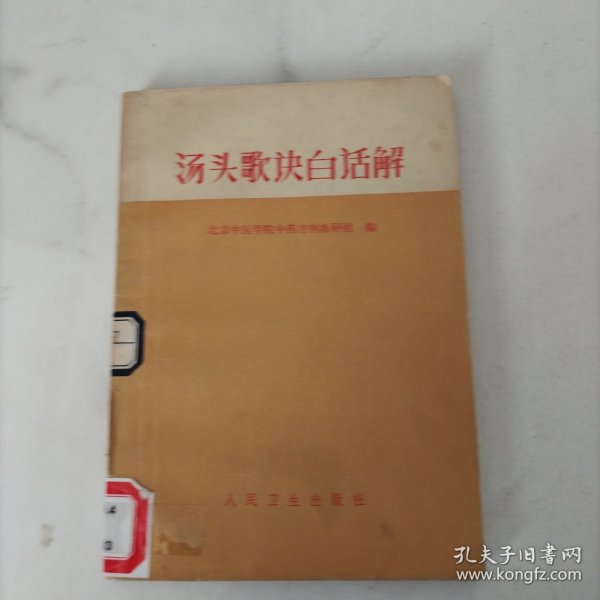 汤头歌诀白话解
北京中医学院中药方剂教研组 编
人民卫生出版社
孔夫子旧书网
www.kongfz.com